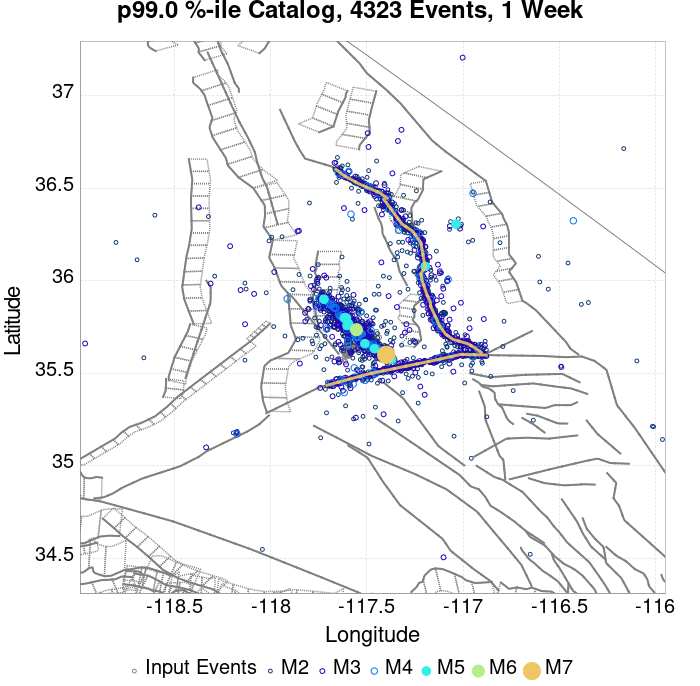 p99.0 %-ile Catalog, 4323 Events, 1 Week
37
36.5
36
35.5
35
34.5
Latitude
-118.5 -118 -117.5 -117 -116.5 -116
Longitude
Input Events M2 M3 M4 M5 M6 M7